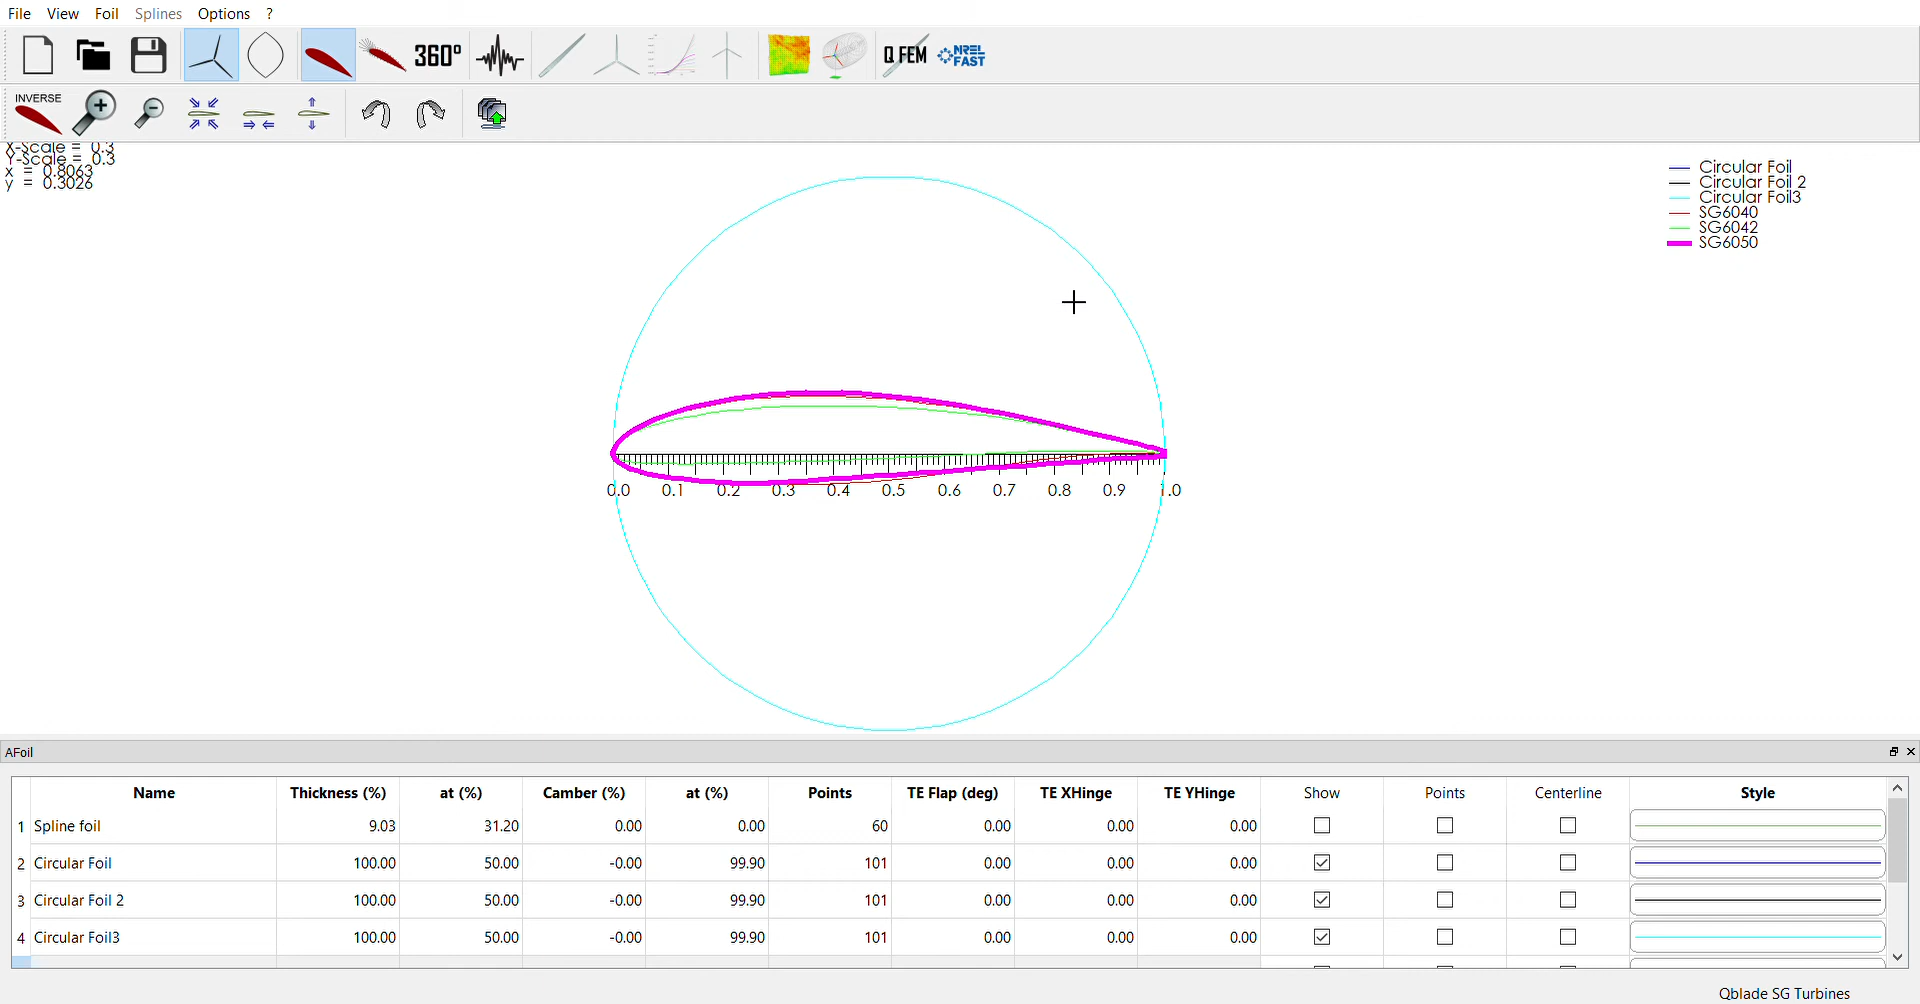 File View Foil Splines Options ?
360° Q FEM NREL FAST
INVERSE
X-Scale = 0.3
Y-Scale = 0.3
x = 0.8063
y = 0.3026
Circular Foil
Circular Foil 2
Circular Foil3
SG6040
SG6042
SG6050
0.0 0.1 0.2 0.3 0.4 0.5 0.6 0.7 0.8 0.9 1.0
AFoil
Name Thickness (%) at (%) Camber (%) at (%) Points TE Flap (deg) TE XHinge TE YHinge Show Points Centerline Style
1 Spline foil 9.03 31.20 0.00 0.00 60 0.00 0.00 0.00
2 Circular Foil 100.00 50.00 -0.00 99.90 101 0.00 0.00 0.00
3 Circular Foil 2 100.00 50.00 -0.00 99.90 101 0.00 0.00 0.00
4 Circular Foil3 100.00 50.00 -0.00 99.90 101 0.00 0.00 0.00
Qblade SG Turbines